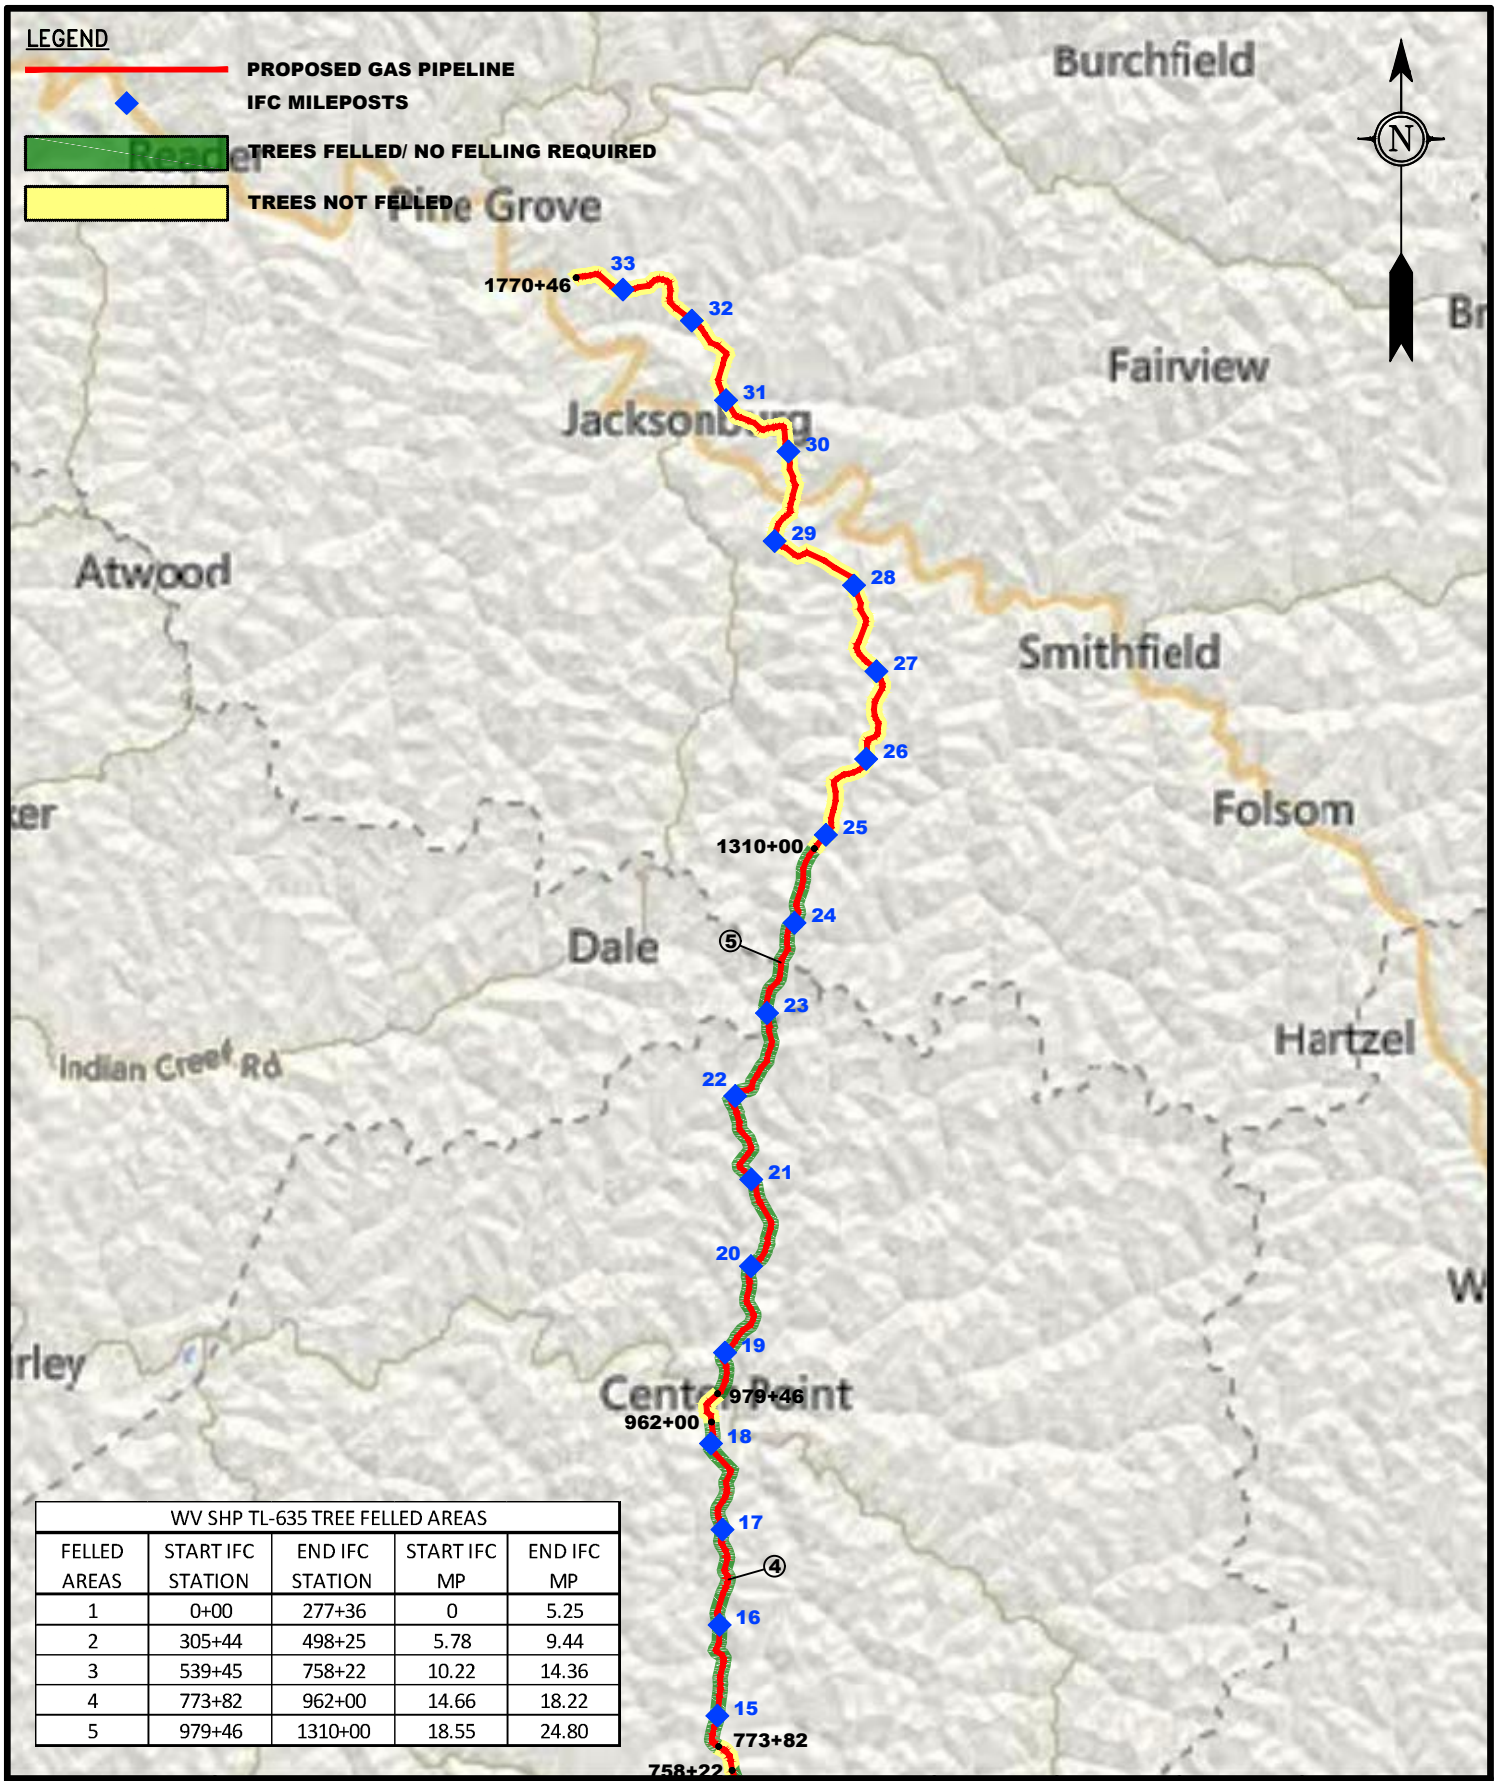 LEGEND
PROPOSED GAS PIPELINE
IFC MILEPOSTS
TREES FELLED/ NO FELLING REQUIRED
TREES NOT FELLED
Burchfield
N
Reader
Pine Grove
33
1770+46
32
Br
Fairview
31
Jacksonburg
30
29
Atwood
28
Smithfield
27
26
ker
Folsom
25
1310+00
24
Dale
5
23
Hartzel
Indian Creek Rd
22
21
20
W
19
rley
Center Point
979+46
962+00
18
17
4
16
15
773+82
758+22
WV SHP TL-635 TREE FELLED AREAS
FELLED AREAS START IFC STATION END IFC STATION START IFC MP END IFC MP
1 0+00 277+36 0 5.25
2 305+44 498+25 5.78 9.44
3 539+45 758+22 10.22 14.36
4 773+82 962+00 14.66 18.22
5 979+46 1310+00 18.55 24.80